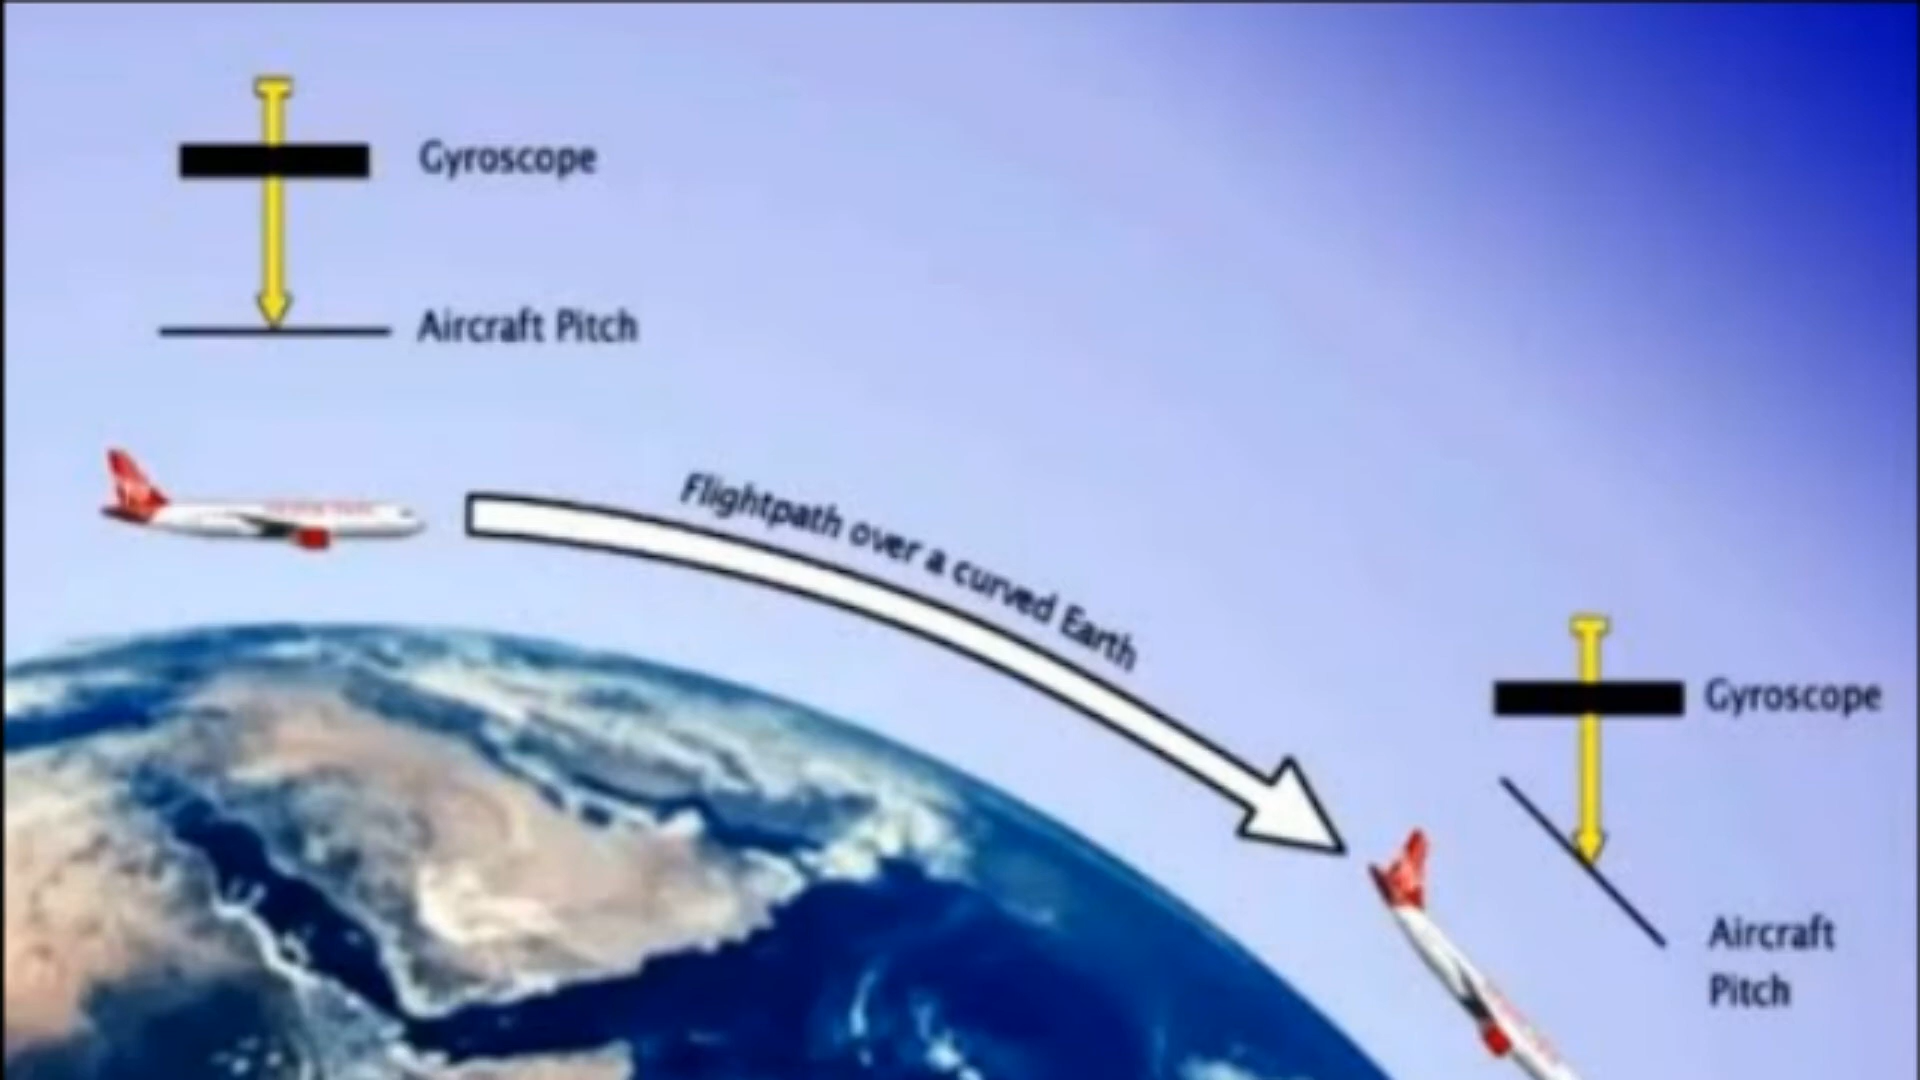 Gyroscope
Aircraft Pitch
Flightpath over a curved Earth
Gyroscope
Aircraft
Pitch